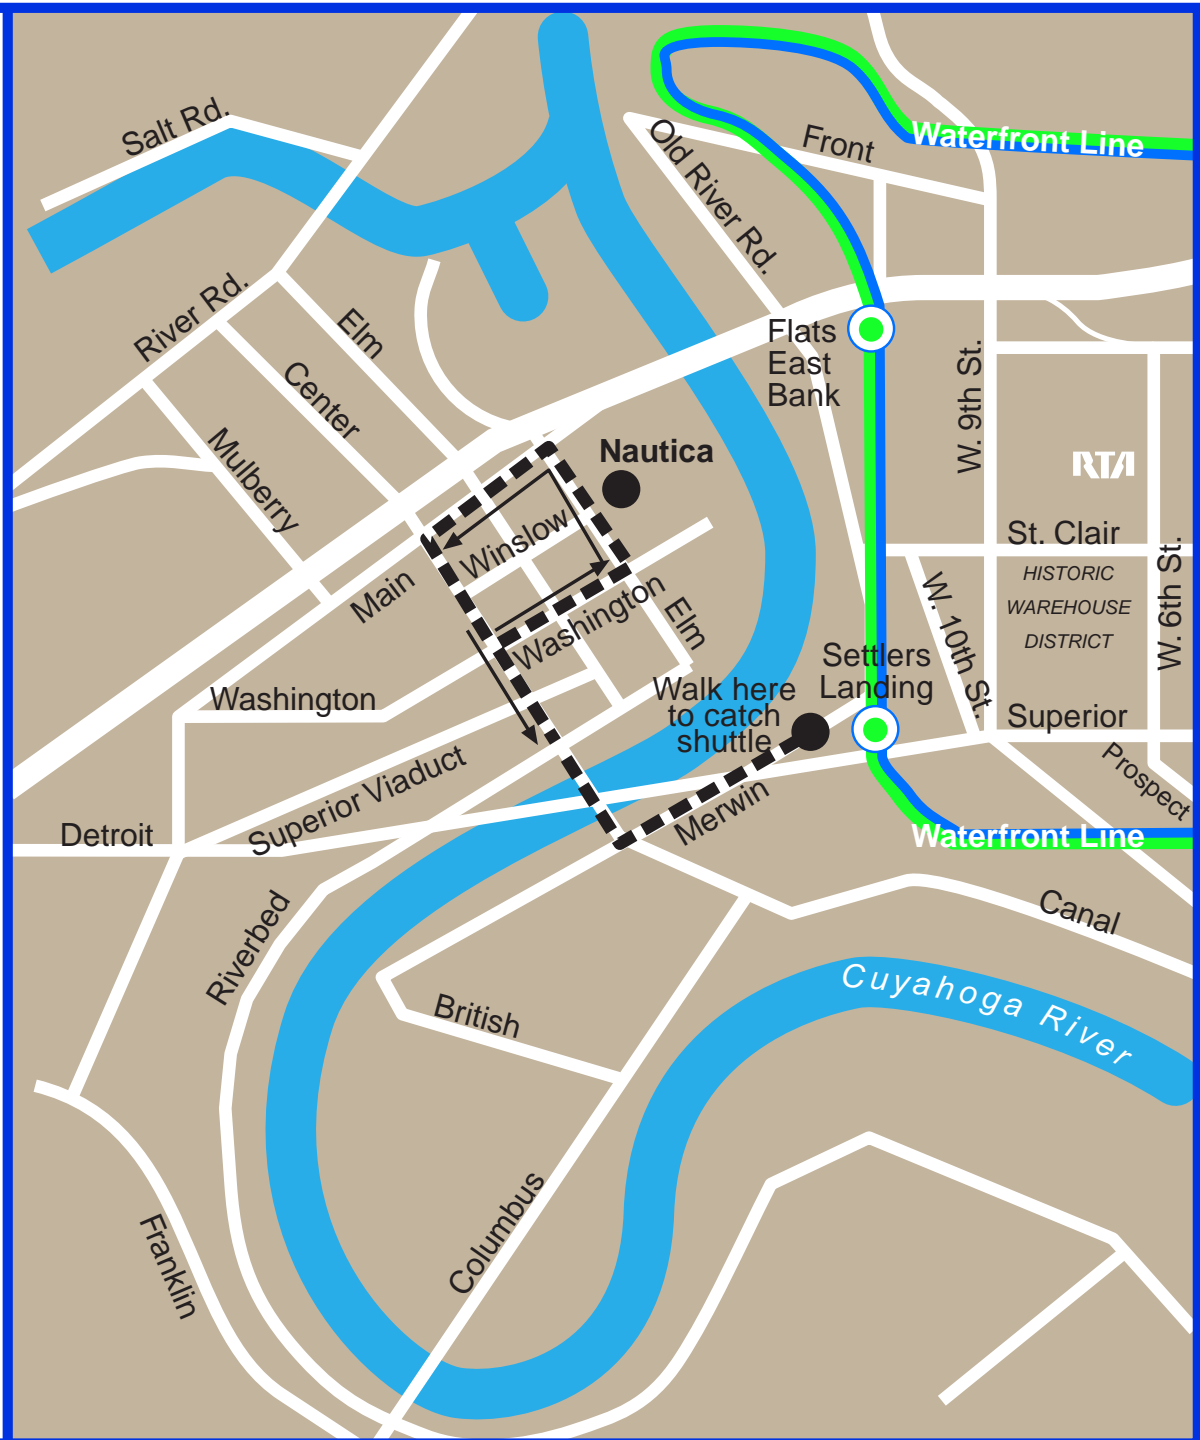 Salt Rd.
Old River Rd.
Front
Waterfront Line
River Rd.
Elm
Center
Mulberry
Flats
East
Bank
W. 9th St.
RTA
Nautica
Winslow
Main
Washington
Elm
St. Clair
HISTORIC
WAREHOUSE
DISTRICT
W. 10th St.
W. 6th St.
Settlers
Landing
Walk here
to catch
shuttle
Washington
Superior
Prospect
Superior Viaduct
Merwin
Detroit
Waterfront Line
Riverbed
Canal
Cuyahoga River
British
Columbus
Franklin